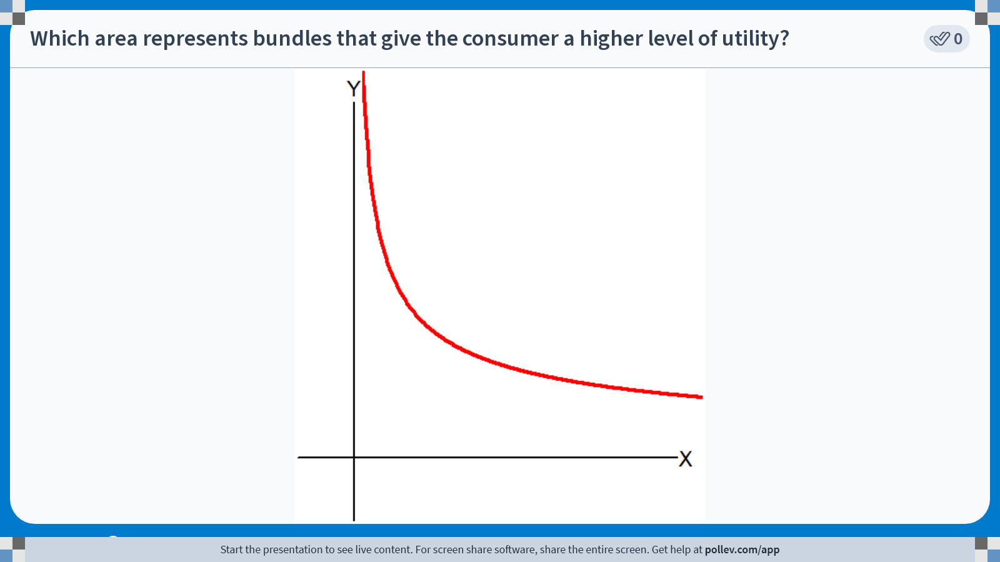 Which area represents bundles that give the consumer a higher level of utility?
0
Y
X
Start the presentation to see live content. For screen share software, share the entire screen. Get help at pollev.com/app